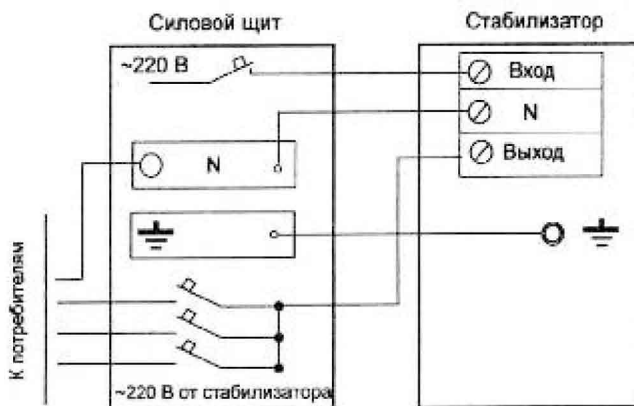 Силовой щит
Стабилизатор
~220 В
Вход
N
Выход
N
К потребителям
~220 В от стабилизатора